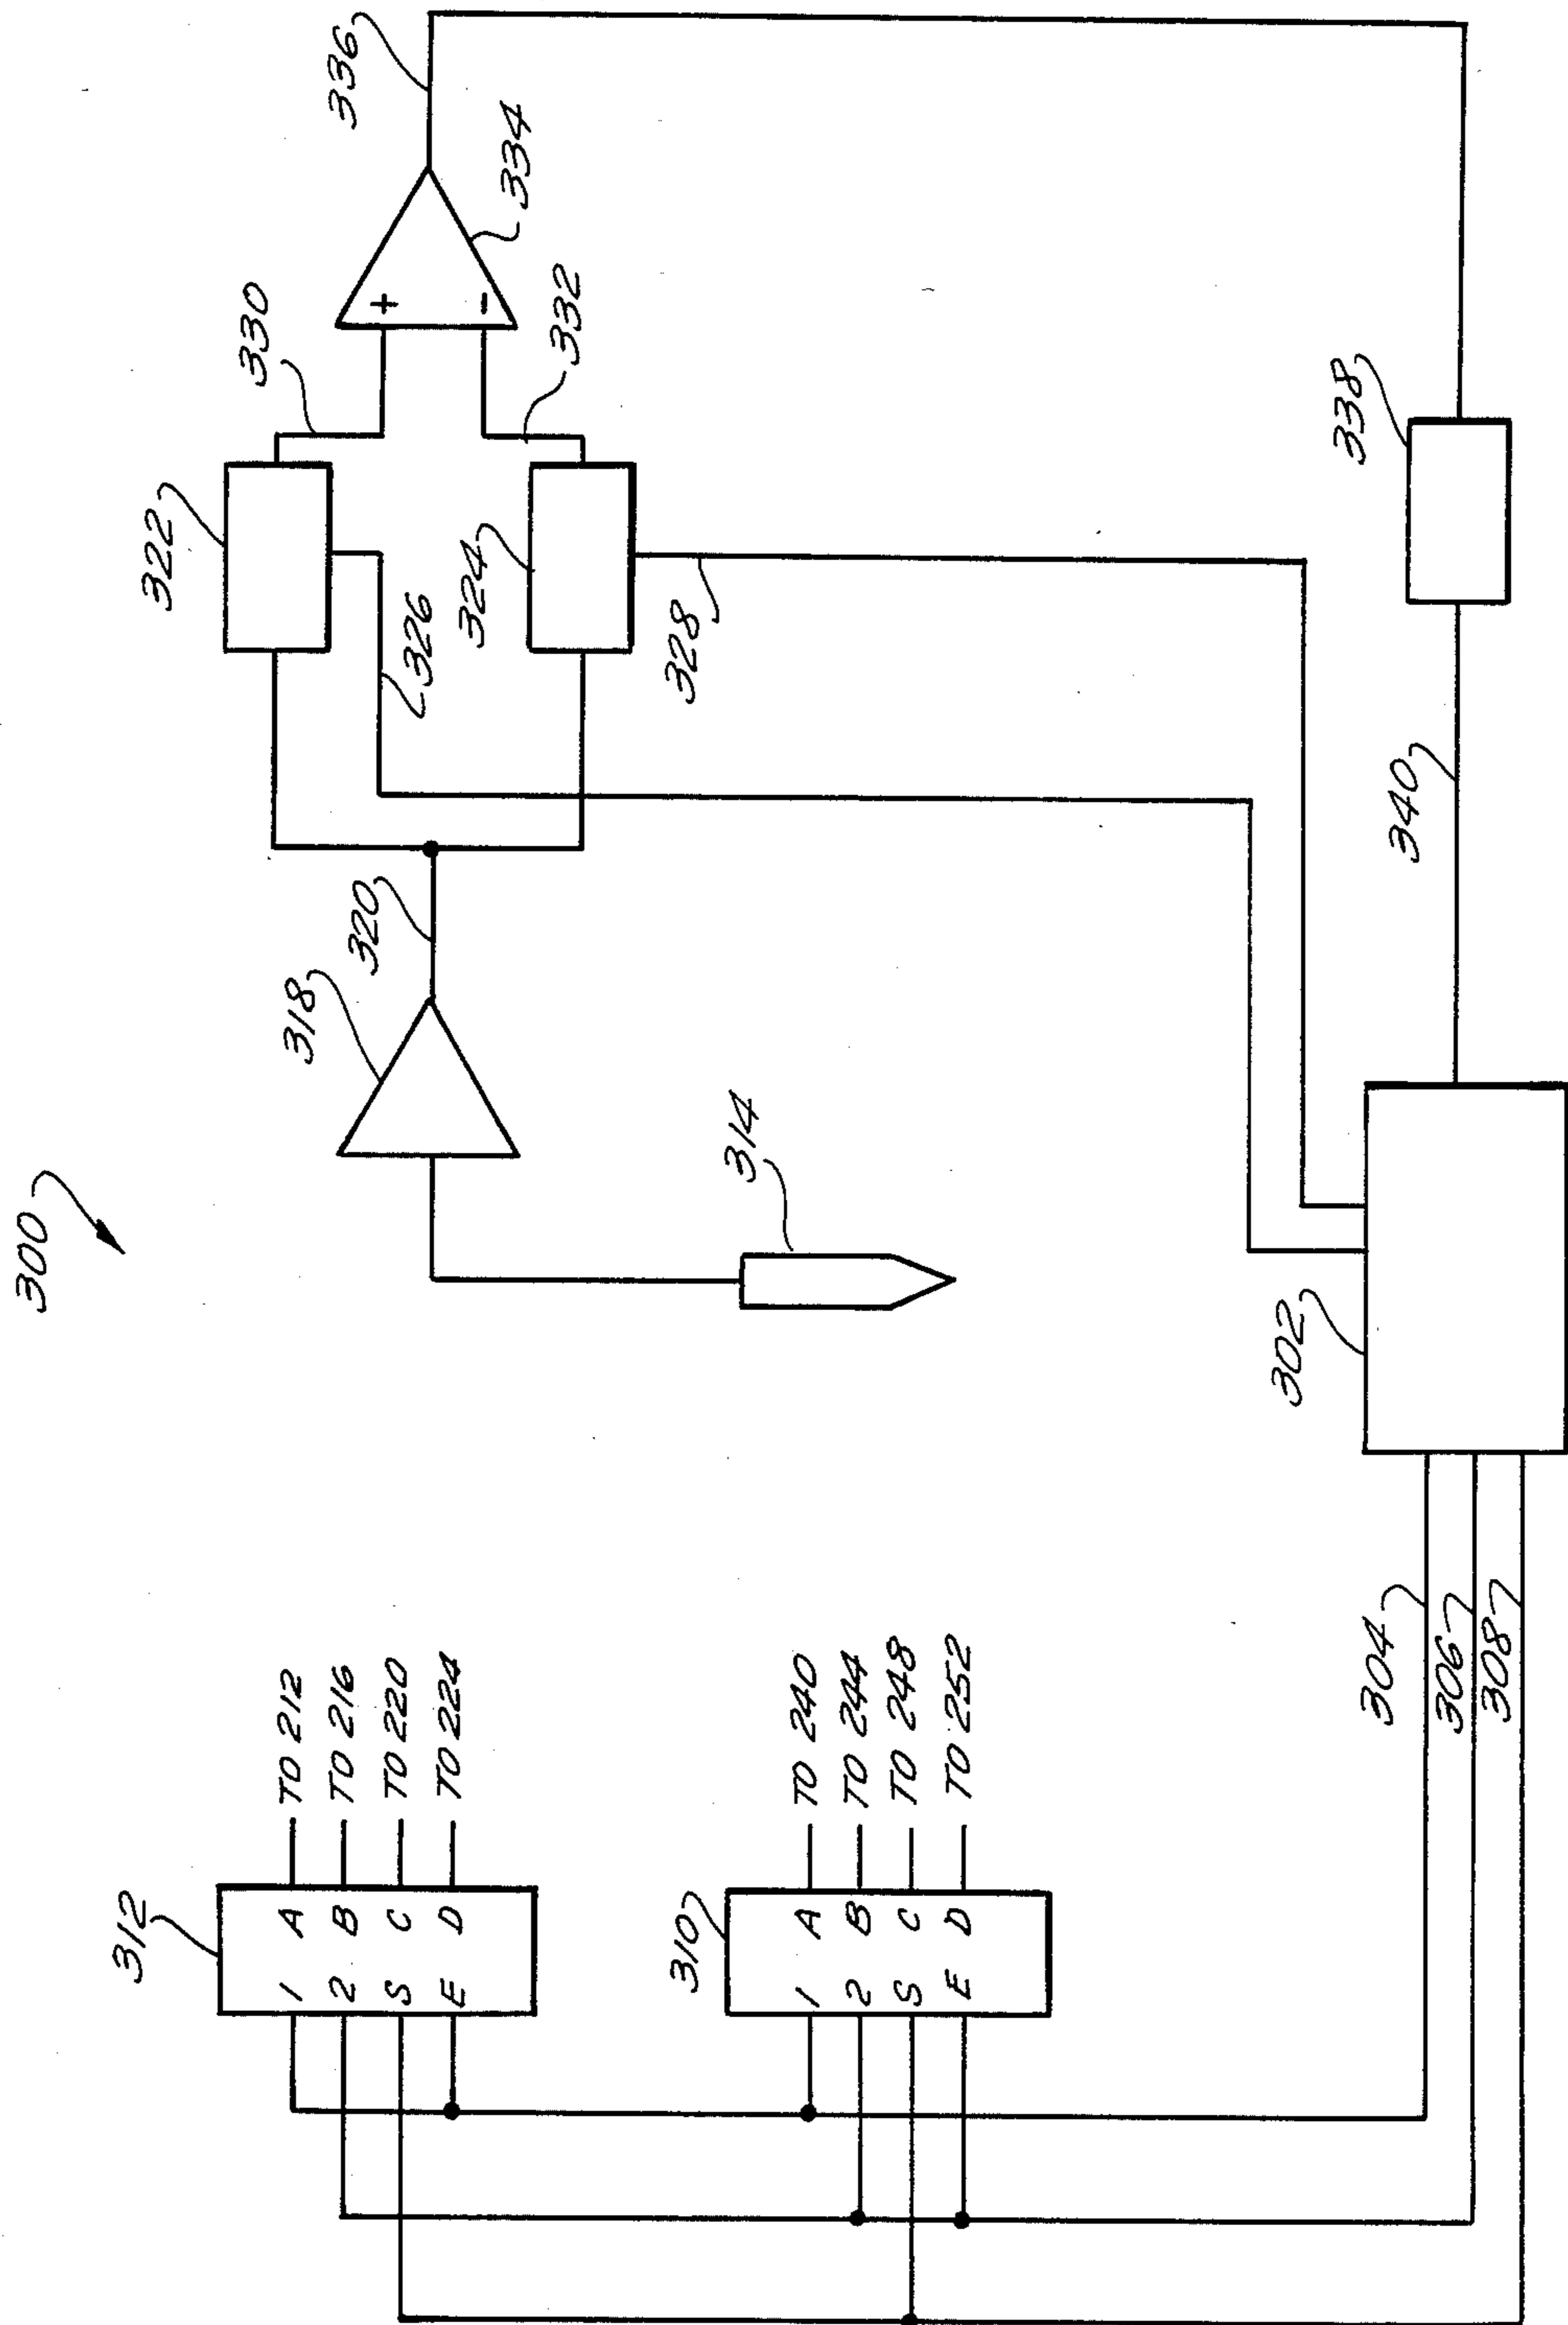 300
312
1 A
2 B
S C
E D
TO 212
TO 216
TO 220
TO 224
310
1 A
2 B
S C
E D
TO 240
TO 244
TO 248
TO 252
304
306
308
302
314
318
320
322
324
326
328
330
332
+
-
334
336
338
340